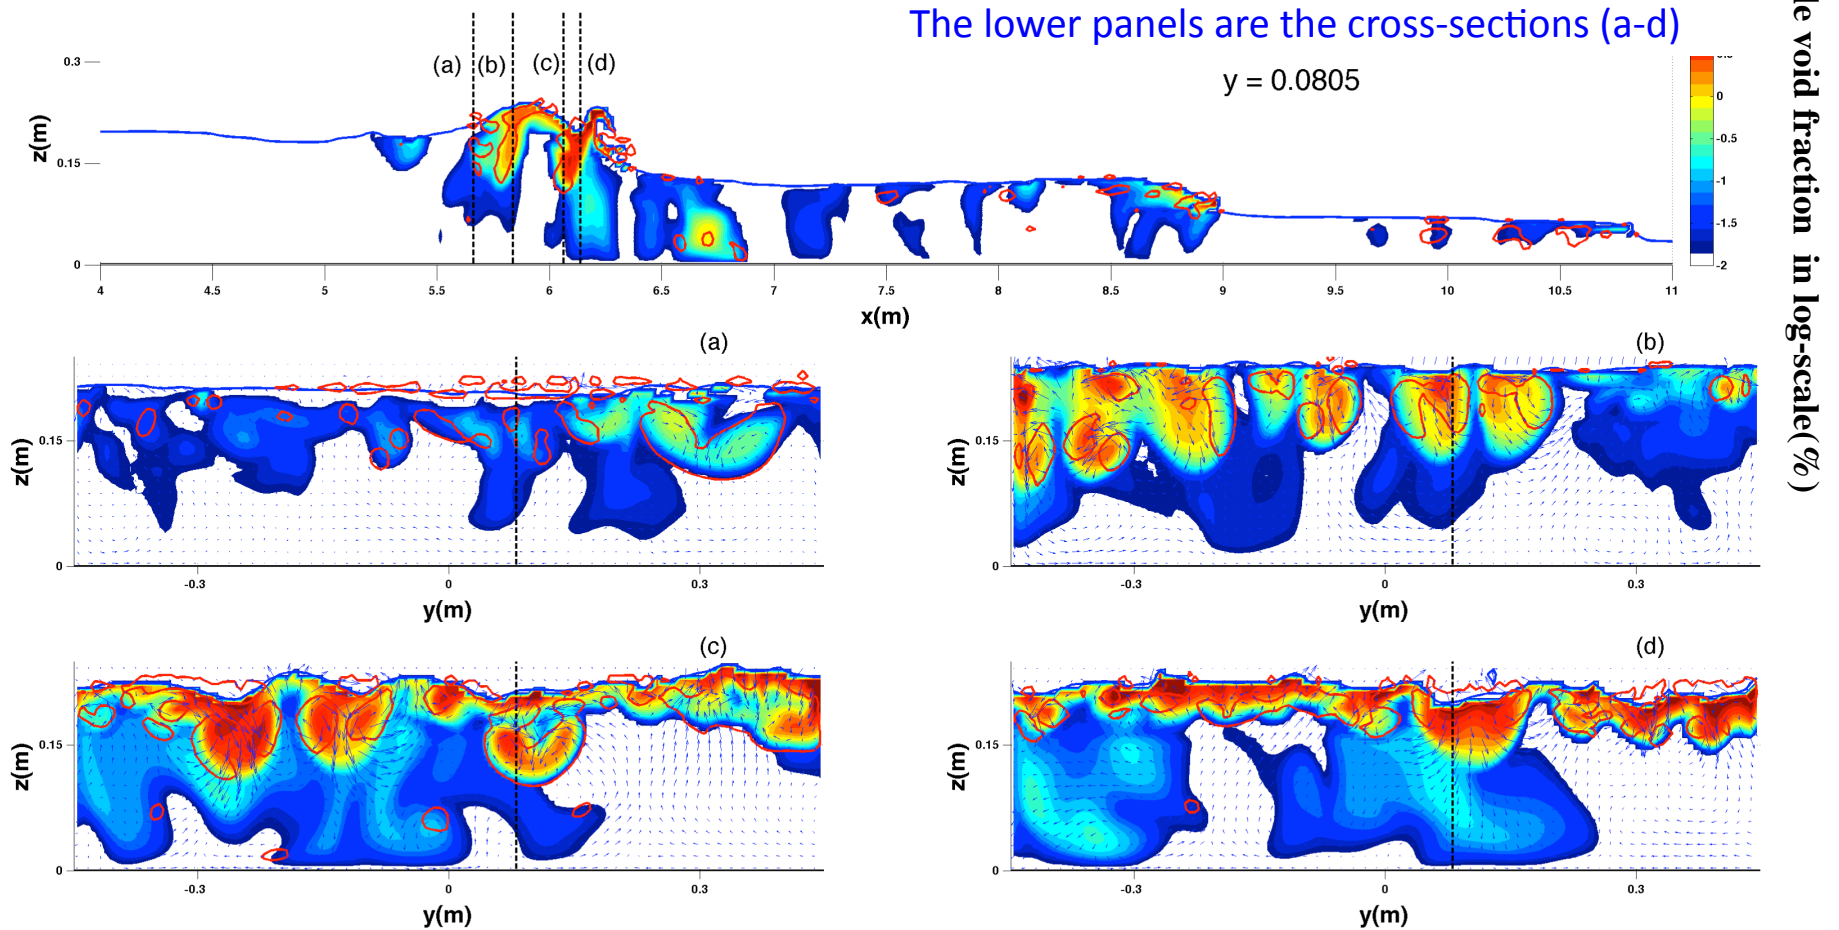 The lower panels are the cross-sections (a-d)
y = 0.0805
(a) (b) (c) (d)
z(m)
0.3
0.15
0
4 4.5 5 5.5 6 6.5 7 7.5 8 8.5 9 9.5 10 10.5 11
x(m)
0
-0.5
-1
-1.5
-2
void fraction in log-scale(%)
(a)
z(m)
0.15
0
-0.3 0 0.3
y(m)
(b)
z(m)
0.15
0
-0.3 0 0.3
y(m)
(c)
z(m)
0.15
0
-0.3 0 0.3
y(m)
(d)
z(m)
0.15
0
-0.3 0 0.3
y(m)